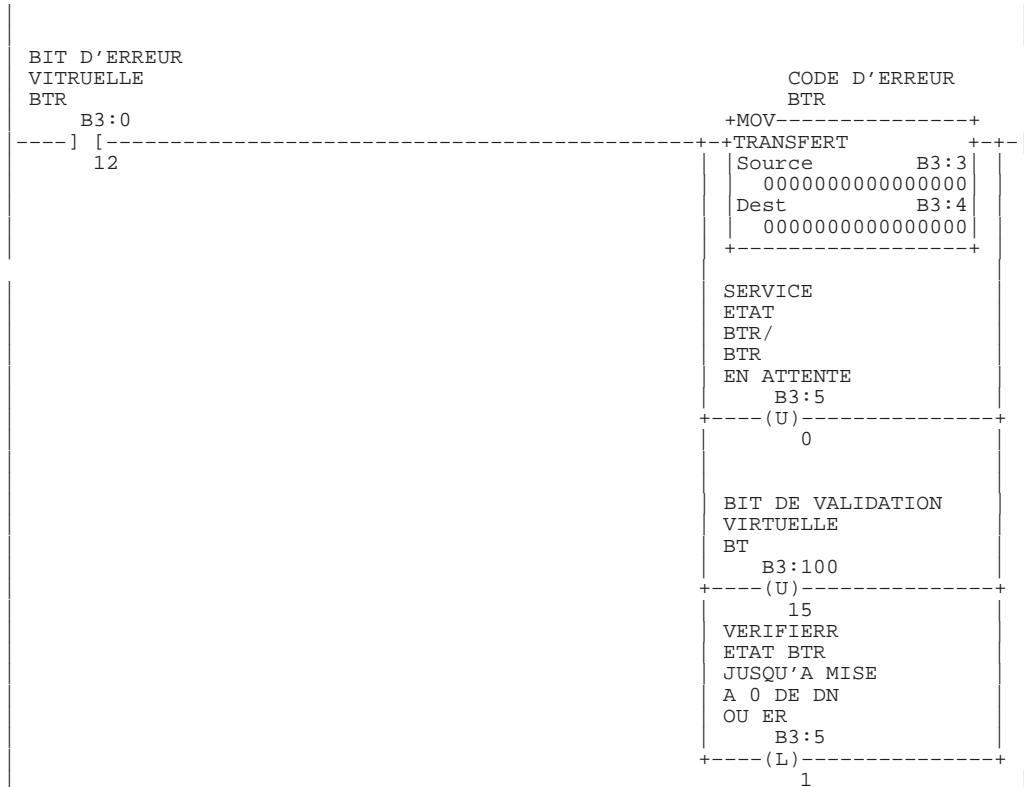 BIT D'ERREUR
VITRUELLE
BTR
B3:0
----] [----
12
CODE D'ERREUR
BTR
+MOV---------------+
+TRANSFERT +-+-
Source B3:3
0000000000000000
Dest B3:4
0000000000000000
+------------------+
SERVICE
ETAT
BTR/
BTR
EN ATTENTE
B3:5
+----(U)---------------+
0
BIT DE VALIDATION
VIRTUELLE
BT
B3:100
+----(U)---------------+
15
VERIFIERR
ETAT BTR
JUSQU'A MISE
A 0 DE DN
OU ER
B3:5
+----(L)---------------+
1